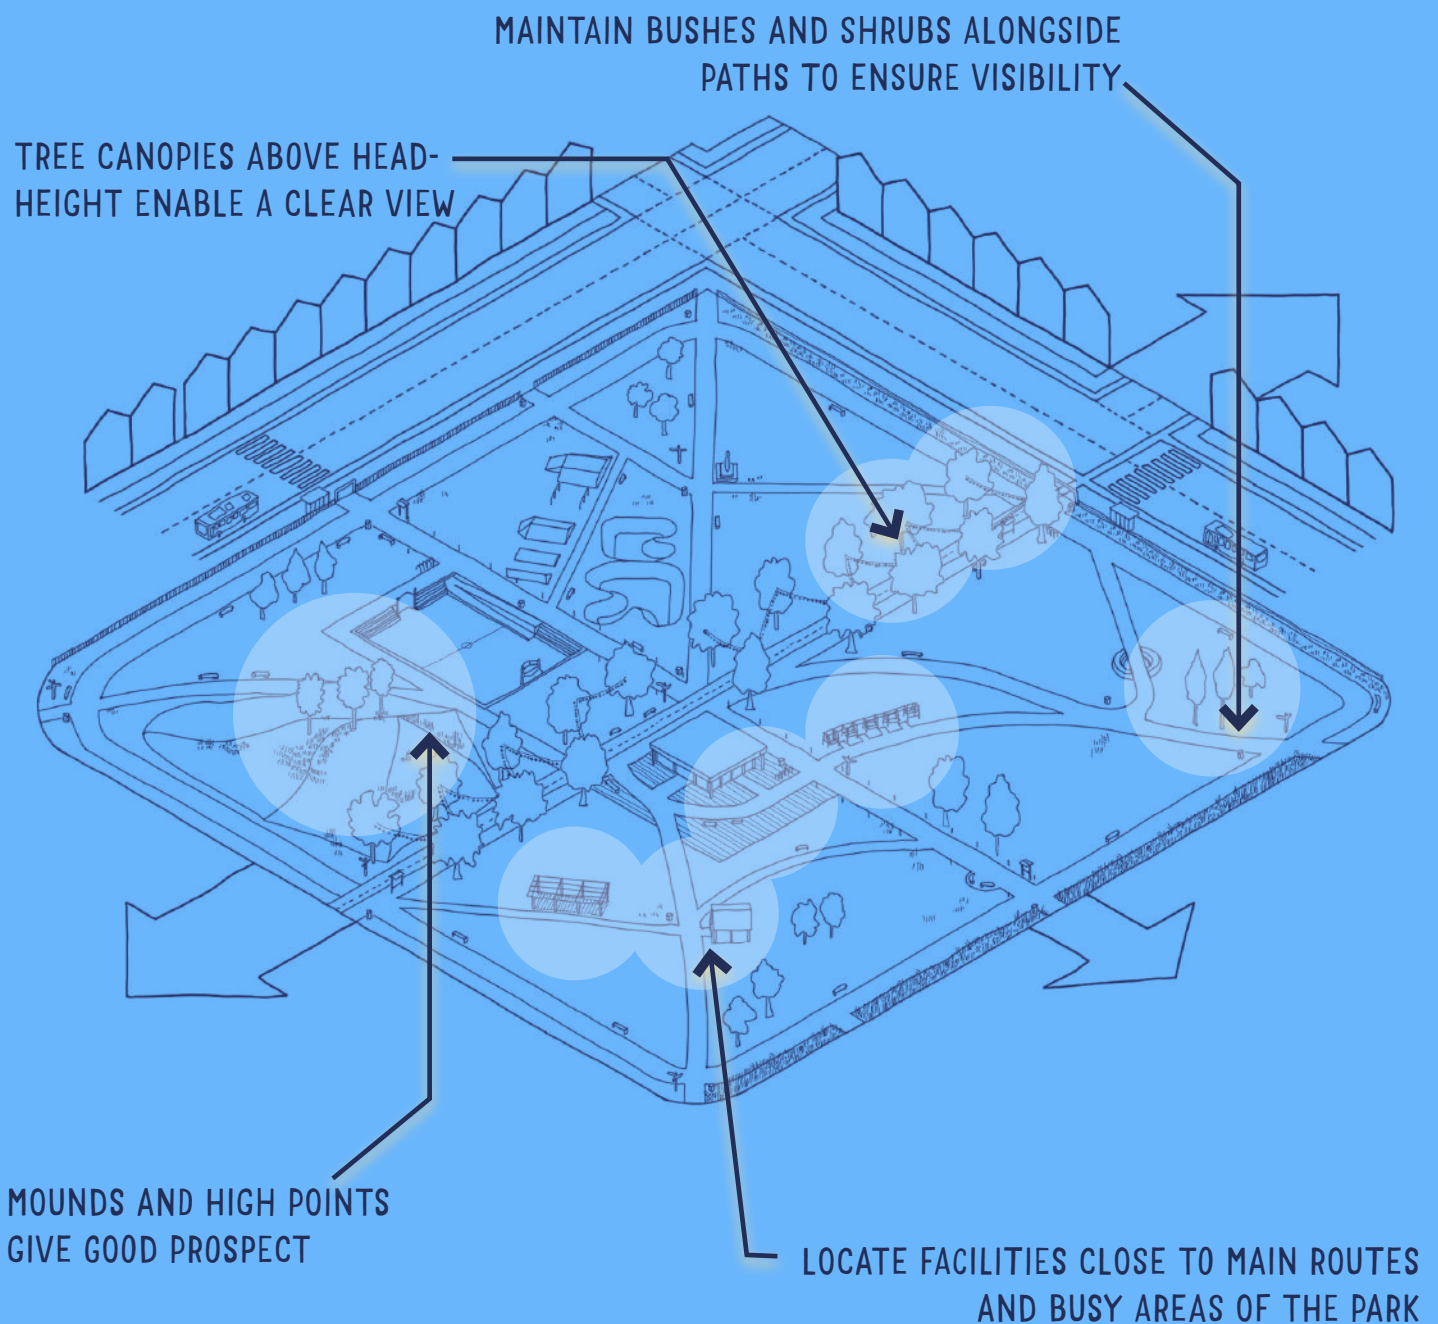 MAINTAIN BUSHES AND SHRUBS ALONGSIDE
PATHS TO ENSURE VISIBILITY
TREE CANOPIES ABOVE HEAD-
HEIGHT ENABLE A CLEAR VIEW
MOUNDS AND HIGH POINTS
GIVE GOOD PROSPECT
LOCATE FACILITIES CLOSE TO MAIN ROUTES
AND BUSY AREAS OF THE PARK